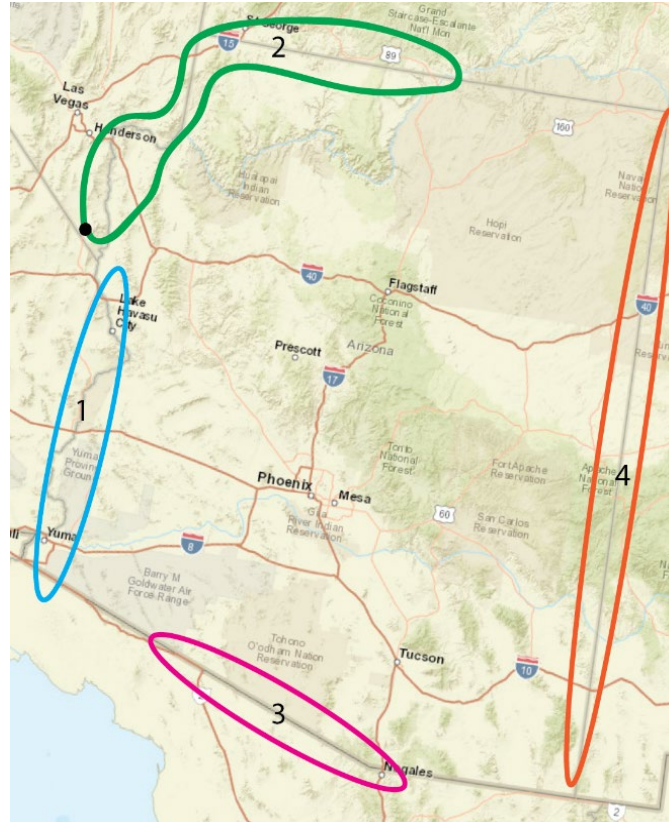 St George
Grand
Staircase-Escalante
Nat'l Mon
15
2
89
Las
Vegas
Henderson
160
Hualapai
Indian
Reservation
Hopi
Reservation
Nation
Reservation
40
Flagstaff
Coconino
National
Forest
40
Lake
Havasu
City
Prescott
Arizona
17
1
Yuma
Proving
Ground
Tonto
National
Forest
Fort Apache
Reservation
Apache
National
Forest
4
Phoenix
Mesa
Gila
River Indian
Reservation
60
San Carlos
Reservation
Yuma
8
Barry M
Goldwater Air
Force Range
Tohono
O'odham Nation
Reservation
Tucson
10
3
Nogales
2